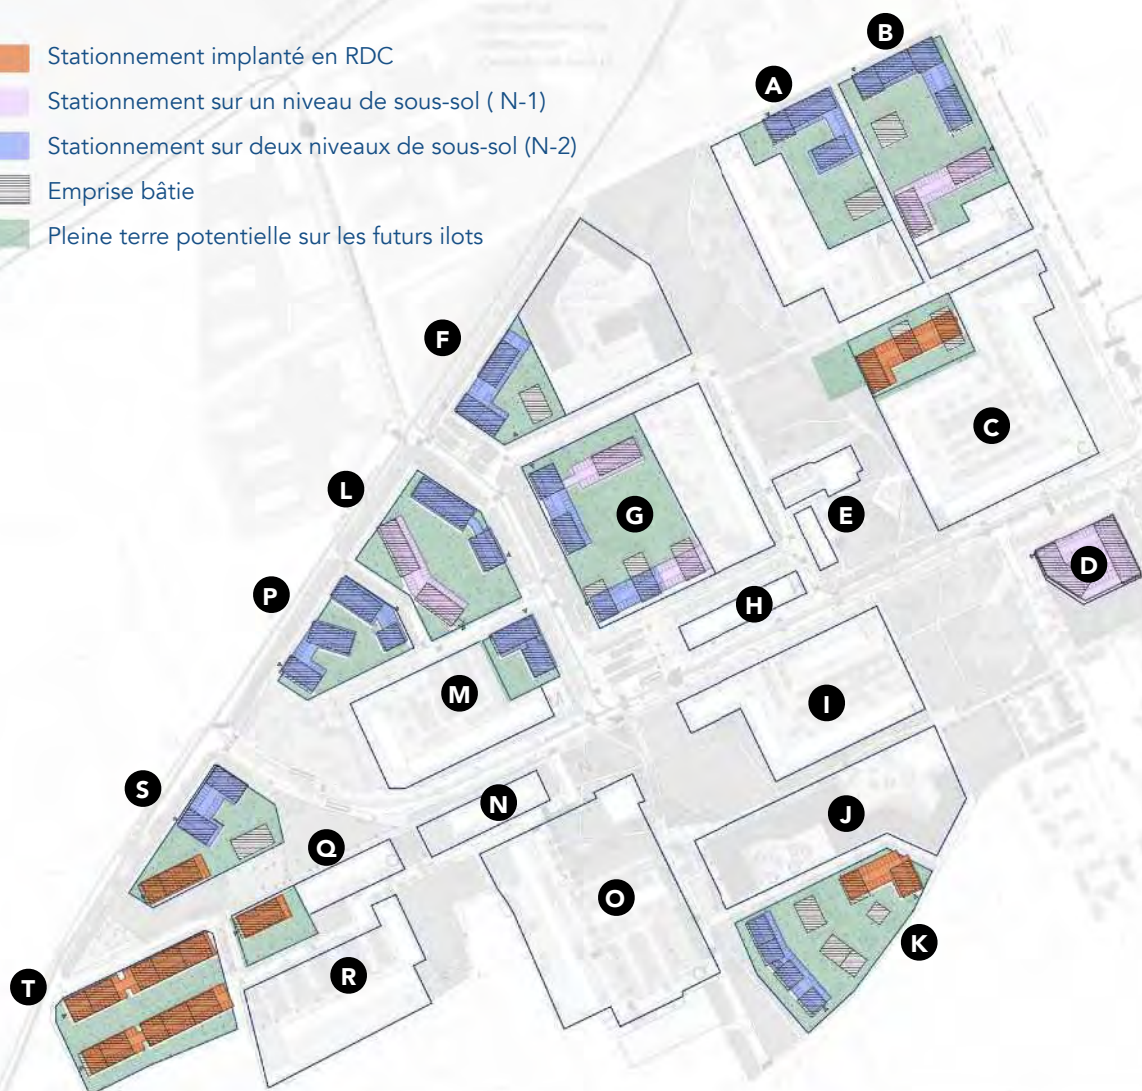 Stationnement implanté en RDC
Stationnement sur un niveau de sous-sol ( N-1)
Stationnement sur deux niveaux de sous-sol (N-2)
Emprise bâtie
Pleine terre potentielle sur les futurs ilots
B
A
F
C
L
G
E
D
P
H
M
I
S
N
J
Q
O
K
R
T